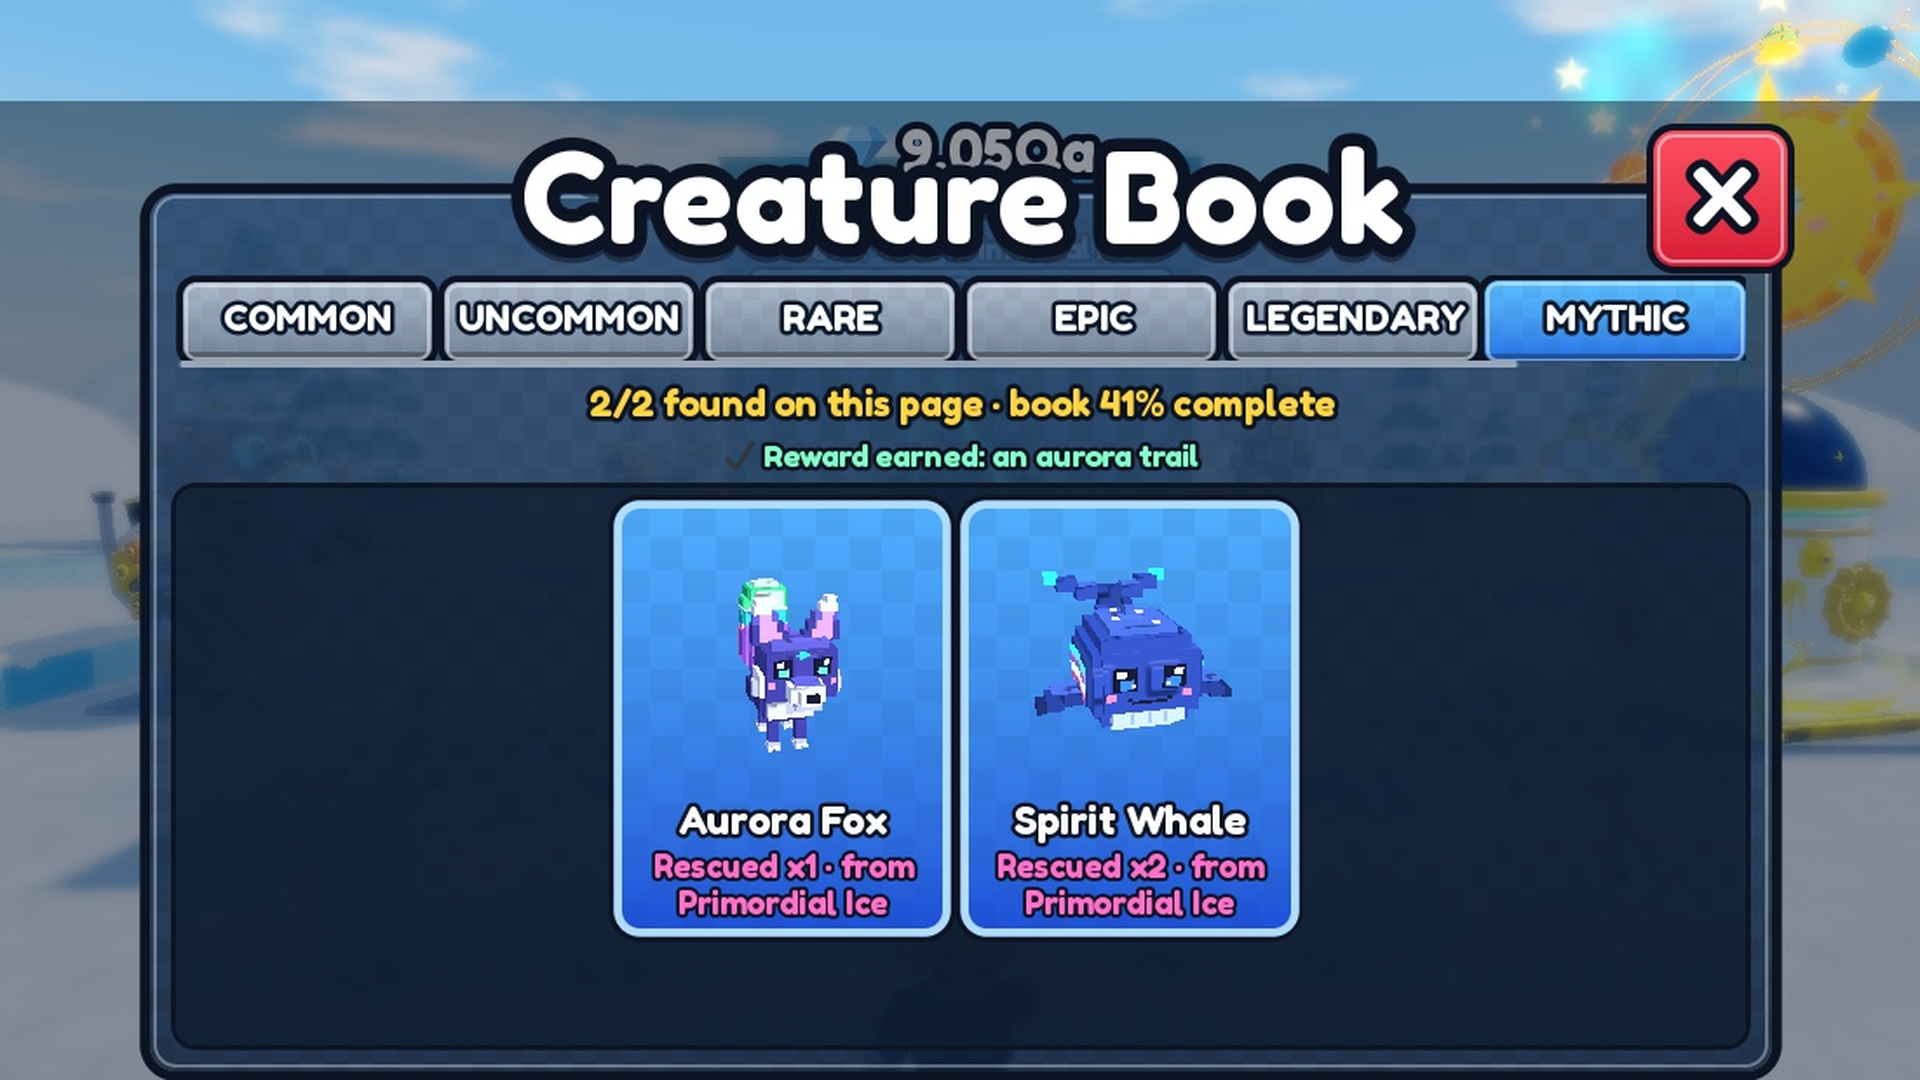 9.05Qa
Creature Book
COMMON
UNCOMMON
RARE
EPIC
LEGENDARY
MYTHIC
2/2 found on this page · book 41% complete
✓ Reward earned: an aurora trail
Aurora Fox
Rescued x1 · from
Primordial Ice
Spirit Whale
Rescued x2 · from
Primordial Ice